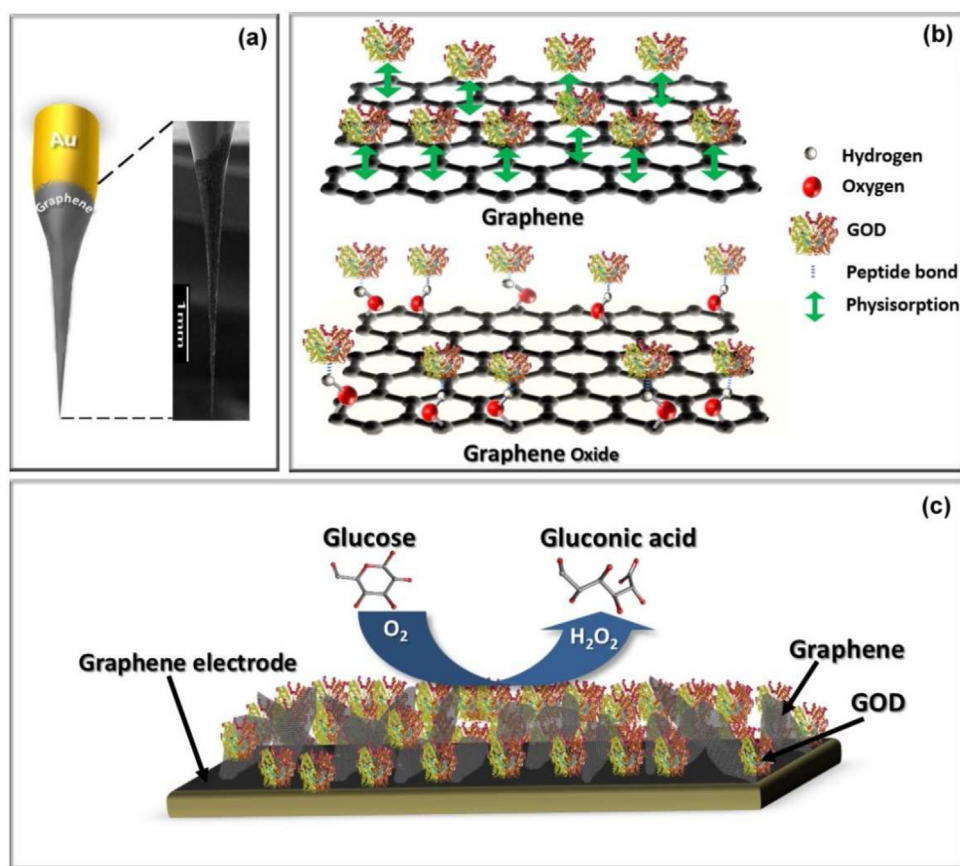 (a)
Au
Graphene
1mm
(b)
Graphene
Hydrogen
Oxygen
GOD
Peptide bond
Physisorption
Graphene Oxide
(c)
Glucose
Gluconic acid
O₂
H₂O₂
Graphene electrode
Graphene
GOD